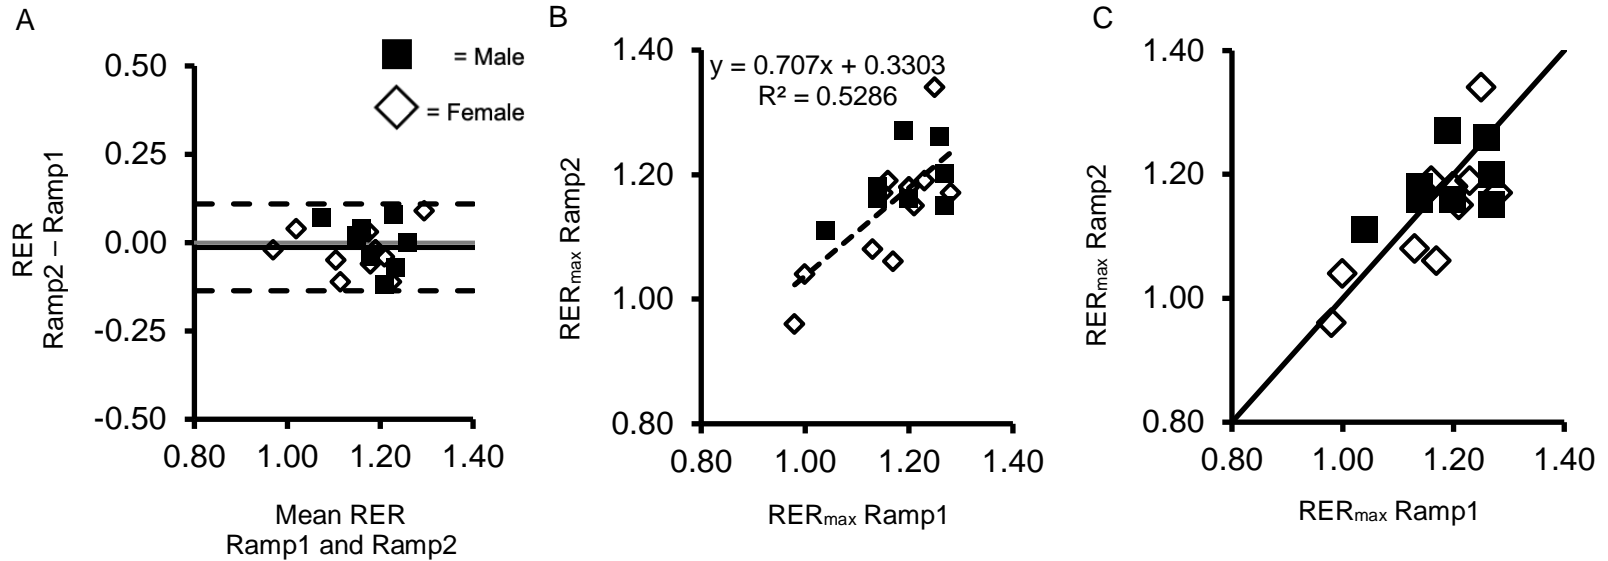 A
= Male
= Female
0.50
0.25
0.00
-0.25
-0.50
RER
Ramp2 – Ramp1
0.80 1.00 1.20 1.40
Mean RER
Ramp1 and Ramp2
B
y = 0.707x + 0.3303
R² = 0.5286
1.40
1.20
1.00
0.80
RERmax Ramp2
0.80 1.00 1.20 1.40
RERmax Ramp1
C
1.40
1.20
1.00
0.80
RERmax Ramp2
0.80 1.00 1.20 1.40
RERmax Ramp1